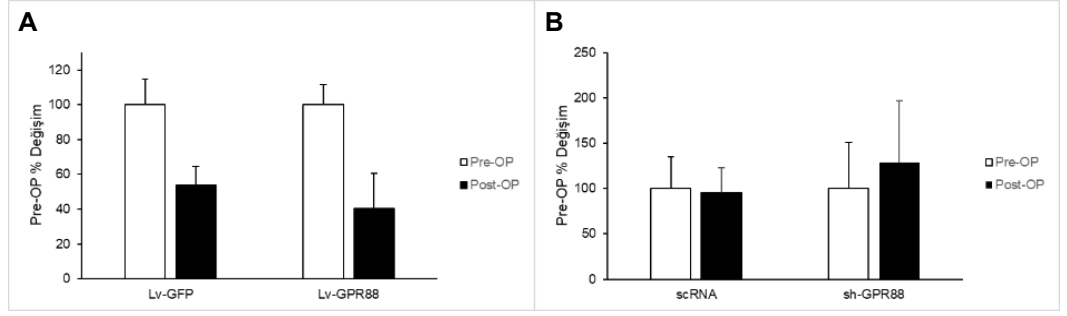 A
Pre-OP % Değişim
120
100
80
60
40
20
0
Lv-GFP
Lv-GPR88
Pre-OP
Post-OP
B
Pre-OP % Değişim
250
200
150
100
50
0
scRNA
sh-GPR88
Pre-OP
Post-OP